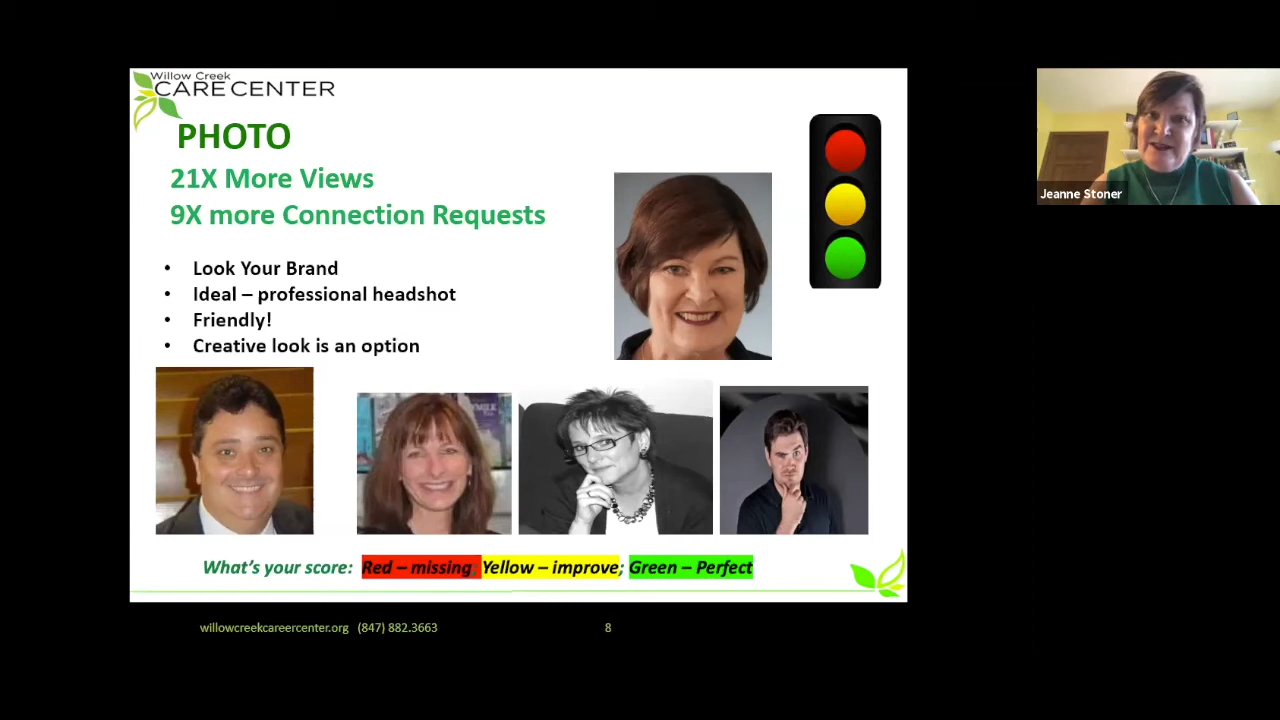 Willow Creek
CARE CENTER
PHOTO
21X More Views
9X more Connection Requests
• Look Your Brand
• Ideal – professional headshot
• Friendly!
• Creative look is an option
What's your score: Red – missing; Yellow – improve; Green – Perfect
willowcreekcareercenter.org (847) 882.3663
8
Jeanne Stoner